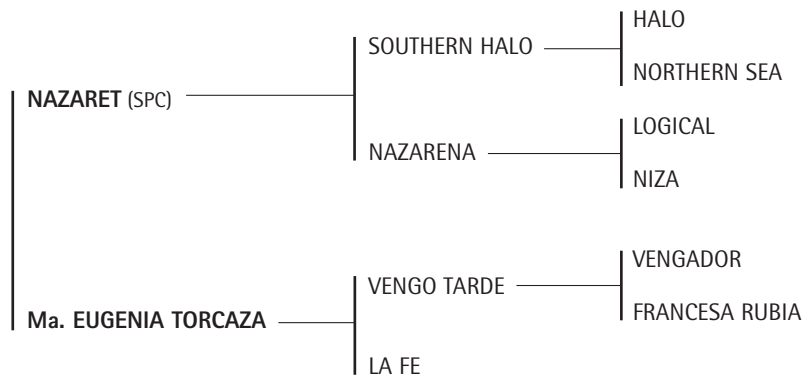 HALO
SOUTHERN HALO
NORTHERN SEA
NAZARET (SPC)
LOGICAL
NAZARENA
NIZA
VENGADOR
VENGO TARDE
FRANCESA RUBIA
Ma. EUGENIA TORCAZA
LA FE